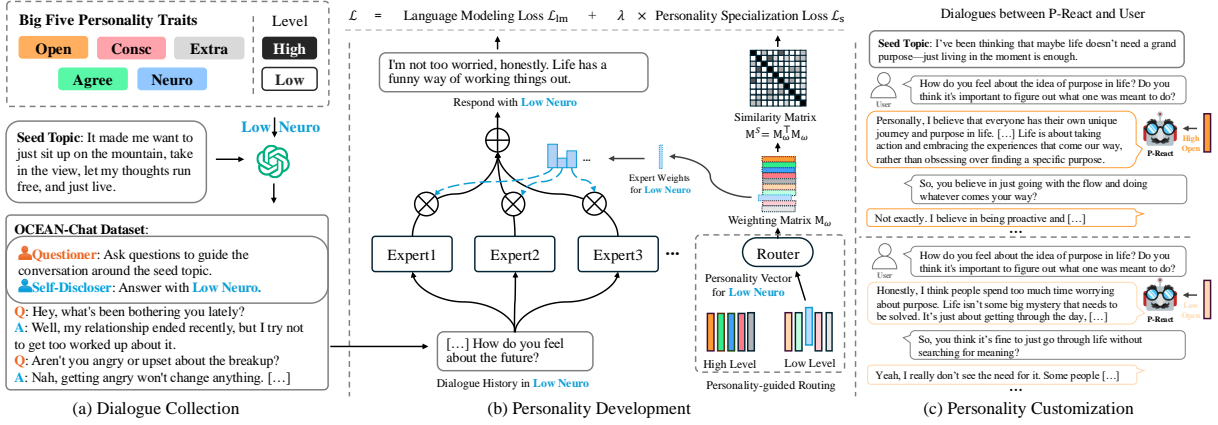 Big Five Personality Traits
Level
Open
Consc
Extra
High
Agree
Neuro
Low
Low Neuro
Seed Topic: It made me want to
just sit up on the mountain, take
in the view, let my thoughts run
free, and just live.
OCEAN-Chat Dataset:
Questioner: Ask questions to guide the
conversation around the seed topic.
Self-Discloser: Answer with Low Neuro.
Q: Hey, what's been bothering you lately?
A: Well, my relationship ended recently, but I try not
to get too worked up about it.
Q: Aren't you angry or upset about the breakup?
A: Nah, getting angry won't change anything. […]
(a) Dialogue Collection
ℒ = Language Modeling Loss ℒlm + λ × Personality Specialization Loss ℒs
I'm not too worried, honestly. Life has a
funny way of working things out.
Respond with Low Neuro
Similarity Matrix
M^S = M_ω^T M_ω
...
Expert Weights
for Low Neuro
Weighting Matrix M_ω
Expert1
Expert2
Expert3
...
Router
Personality Vector
for Low Neuro
[…] How do you feel
about the future?
High Level
Low Level
Dialogue History in Low Neuro
Personality-guided Routing
(b) Personality Development
Dialogues between P-React and User
Seed Topic: I've been thinking that maybe life doesn't need a grand
purpose—just living in the moment is enough.
How do you feel about the idea of purpose in life? Do you
think it's important to figure out what one was meant to do?
User
Personally, I believe that everyone has their own unique
journey and purpose in life. […] Life is about taking
action and embracing the experiences that come our way,
rather than obsessing over finding a specific purpose.
P-React
High
Open
So, you believe in just going with the flow and doing
whatever comes your way?
Not exactly. I believe in being proactive and […]
...
How do you feel about the idea of purpose in life? Do you
think it's important to figure out what one was meant to do?
User
Honestly, I think people spend too much time worrying
about purpose. Life isn't some big mystery that needs to
be solved. It's just about getting through the day, […]
P-React
Low
Open
So, you think it's fine to just go through life without
searching for meaning?
Yeah, I really don't see the need for it. Some people […]
...
(c) Personality Customization